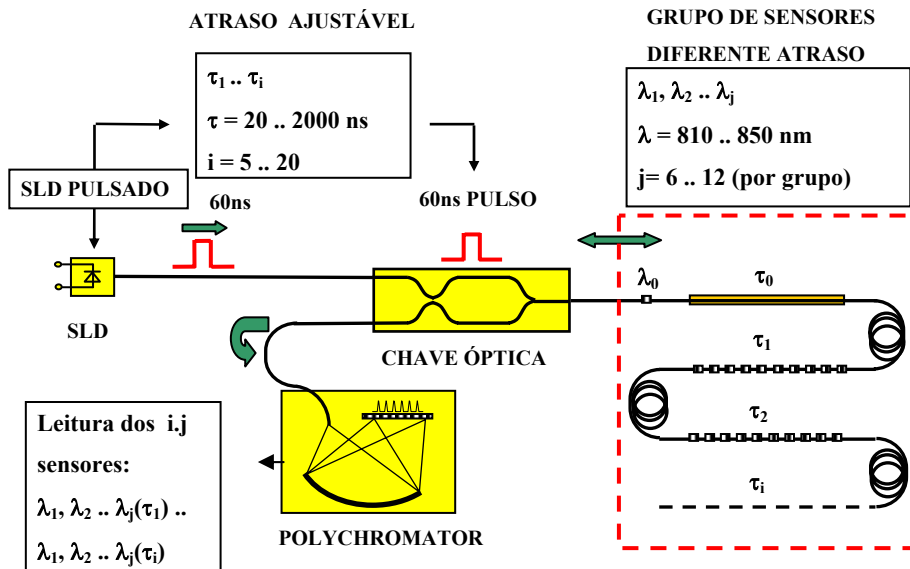 ATRASO AJUSTÁVEL
τ₁ .. τᵢ
τ = 20 .. 2000 ns
i = 5 .. 20
GRUPO DE SENSORES
DIFERENTE ATRASO
λ₁, λ₂ .. λⱼ
λ = 810 .. 850 nm
j= 6 .. 12 (por grupo)
SLD PULSADO
60ns
60ns PULSO
SLD
CHAVE ÓPTICA
λ₀
τ₀
τ₁
τ₂
τᵢ
Leitura dos i.j
sensores:
λ₁, λ₂ .. λⱼ(τ₁) ..
λ₁, λ₂ .. λⱼ(τᵢ)
POLYCHROMATOR